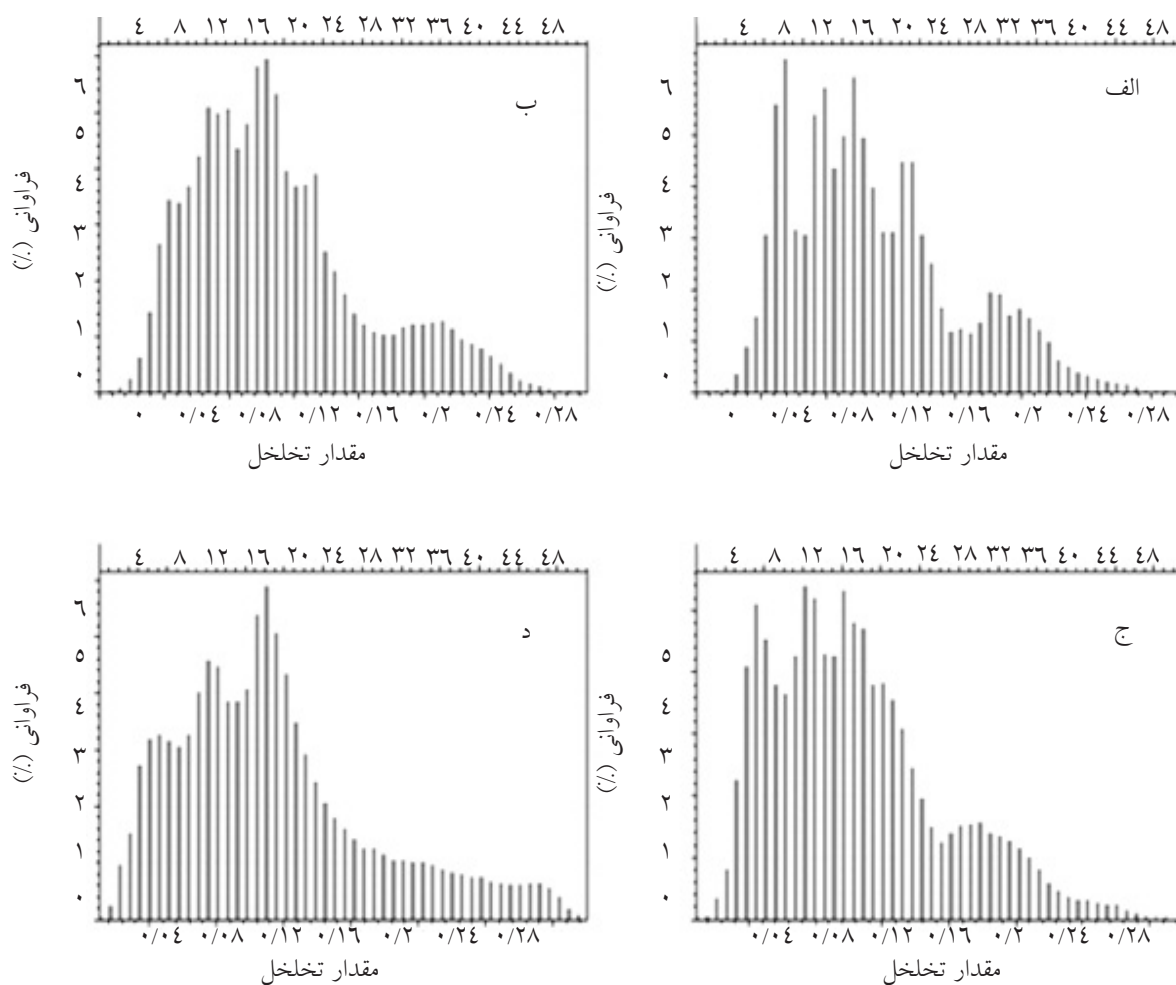 ٤ ٨ ١٢ ١٦ ٢٠ ٢٤ ٢٨ ٣٢ ٣٦ ٤٠ ٤٤ ٤٨
الف
٦
٥
٤
٣
٢
١
٠
فراوانی (٪)
٠ ٠/٠٤ ٠/٠٨ ٠/١٢ ٠/١٦ ٠/٢ ٠/٢٤ ٠/٢٨
مقدار تخلخل
٤ ٨ ١٢ ١٦ ٢٠ ٢٤ ٢٨ ٣٢ ٣٦ ٤٠ ٤٤ ٤٨
ب
٦
٥
٤
٣
٢
١
٠
فراوانی (٪)
٠ ٠/٠٤ ٠/٠٨ ٠/١٢ ٠/١٦ ٠/٢ ٠/٢٤ ٠/٢٨
مقدار تخلخل
٤ ٨ ١٢ ١٦ ٢٠ ٢٤ ٢٨ ٣٢ ٣٦ ٤٠ ٤٤ ٤٨
ج
٥
٤
٣
٢
١
٠
فراوانی (٪)
٠/٠٤ ٠/٠٨ ٠/١٢ ٠/١٦ ٠/٢ ٠/٢٤ ٠/٢٨
مقدار تخلخل
٤ ٨ ١٢ ١٦ ٢٠ ٢٤ ٢٨ ٣٢ ٣٦ ٤٠ ٤٤ ٤٨
د
٦
٥
٤
٣
٢
١
٠
فراوانی (٪)
٠/٠٤ ٠/٠٨ ٠/١٢ ٠/١٦ ٠/٢ ٠/٢٤ ٠/٢٨
مقدار تخلخل